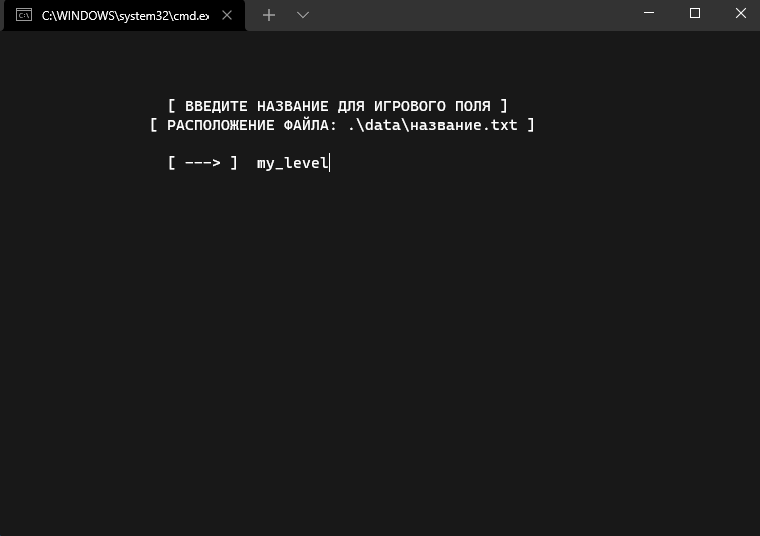 C:\WINDOWS\system32\cmd.ex
[ ВВЕДИТЕ НАЗВАНИЕ ДЛЯ ИГРОВОГО ПОЛЯ ]
[ РАСПОЛОЖЕНИЕ ФАЙЛА: .\data\название.txt ]
[ ---> ]  my_level